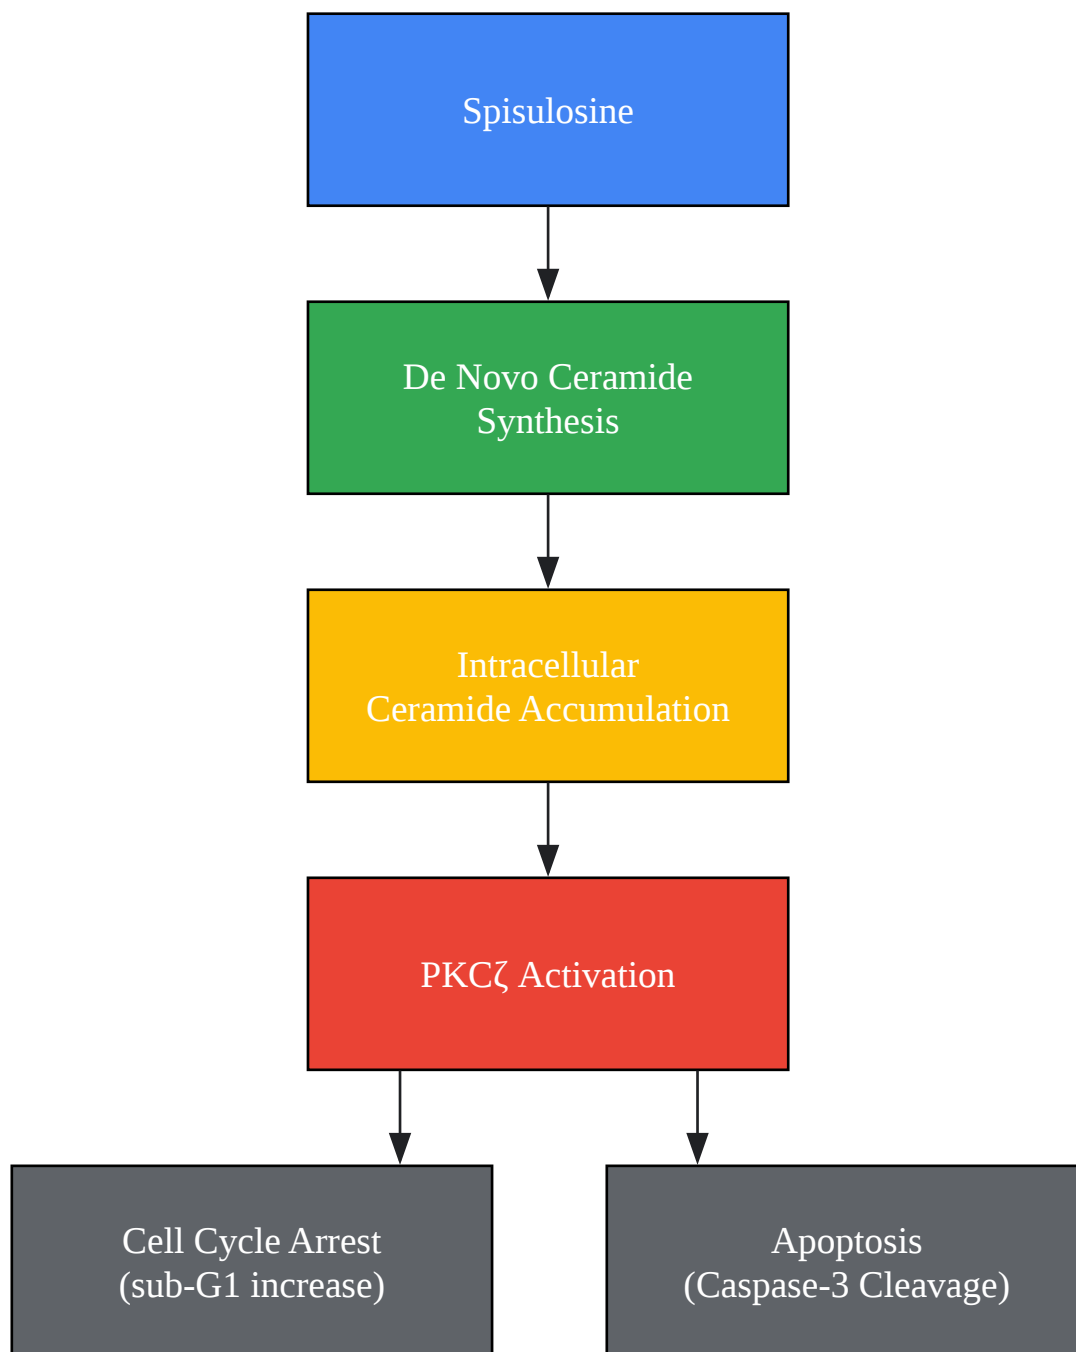 Spisulosine
De Novo Ceramide
Synthesis
Intracellular
Ceramide Accumulation
PKCζ Activation
Cell Cycle Arrest
(sub-G1 increase)
Apoptosis
(Caspase-3 Cleavage)